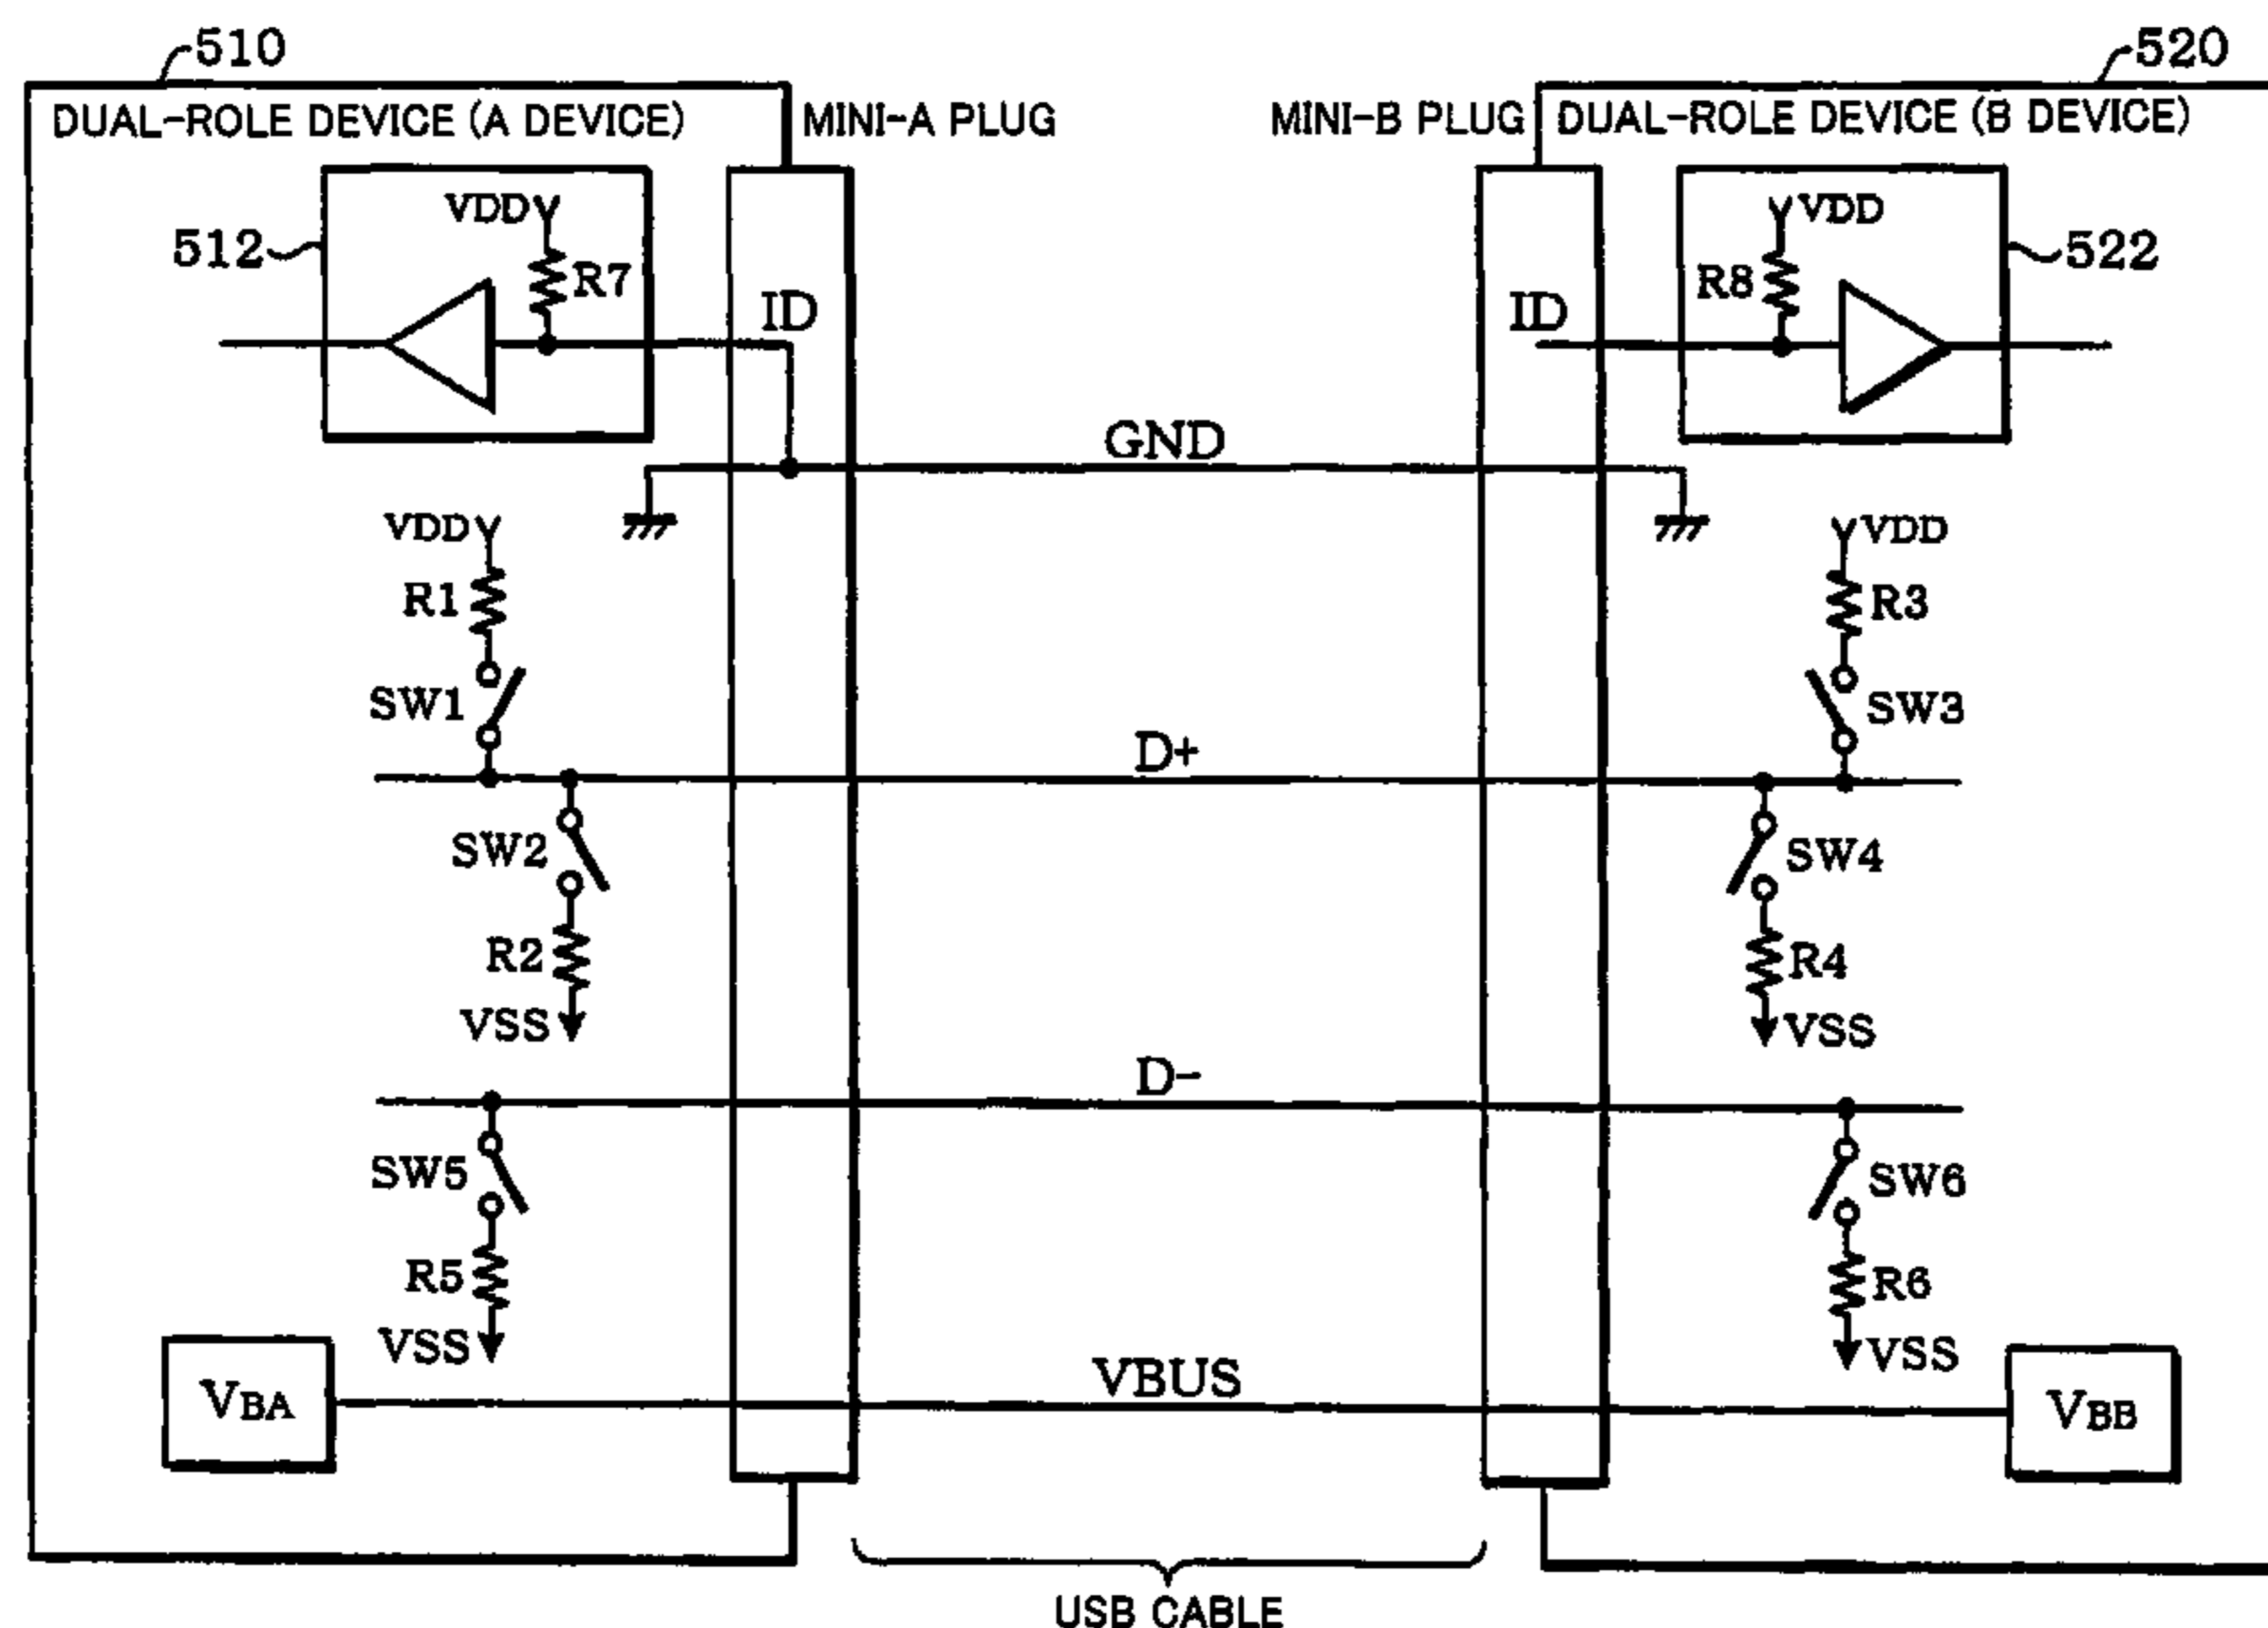 510
520
DUAL-ROLE DEVICE (A DEVICE)
MINI-A PLUG
MINI-B PLUG
DUAL-ROLE DEVICE (B DEVICE)
VDD
VDD
512
R7
R8
522
ID
ID
GND
VDD
VDD
R1
R3
SW1
SW3
D+
SW2
SW4
R2
R4
VSS
VSS
D-
SW5
SW6
R5
R6
VSS
VSS
VBA
VBUS
VBB
USB CABLE